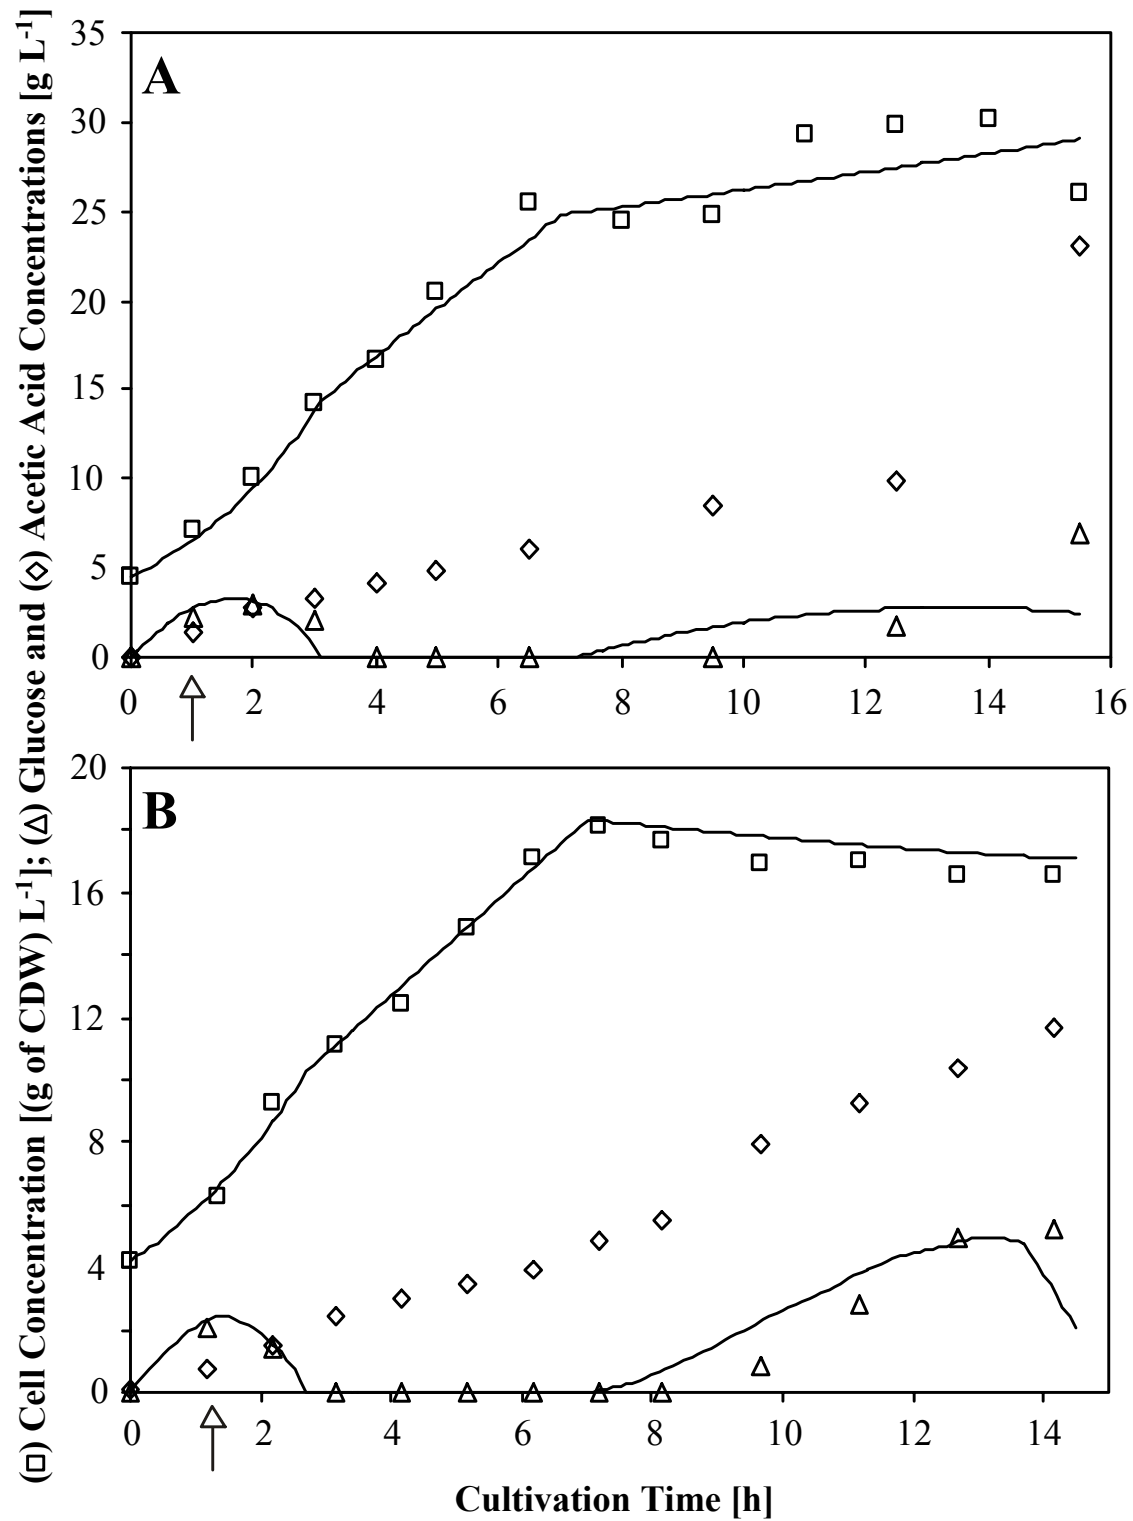 (□) Cell Concentration [(g of CDW) L⁻¹]; (Δ) Glucose and (◇) Acetic Acid Concentrations [g L⁻¹]
A
35
30
25
20
15
10
5
0
0 2 4 6 8 10 12 14 16
B
20
16
12
8
4
0
0 2 4 6 8 10 12 14
Cultivation Time [h]